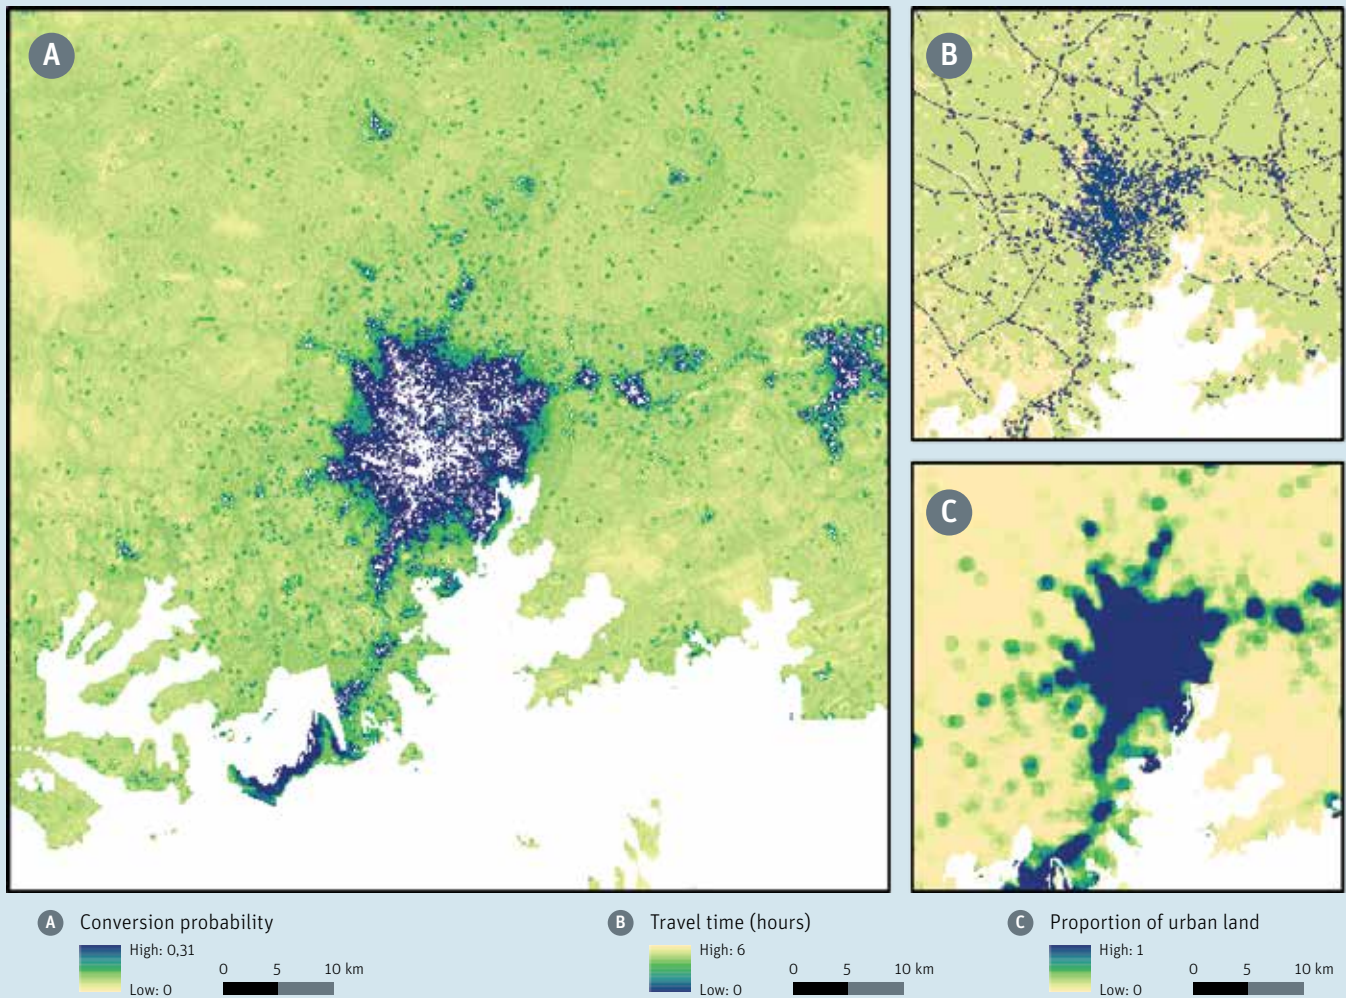 A
B
C
A Conversion probability
High: 0,31
Low: 0
0 5 10 km
B Travel time (hours)
High: 6
Low: 0
0 5 10 km
C Proportion of urban land
High: 1
Low: 0
0 5 10 km